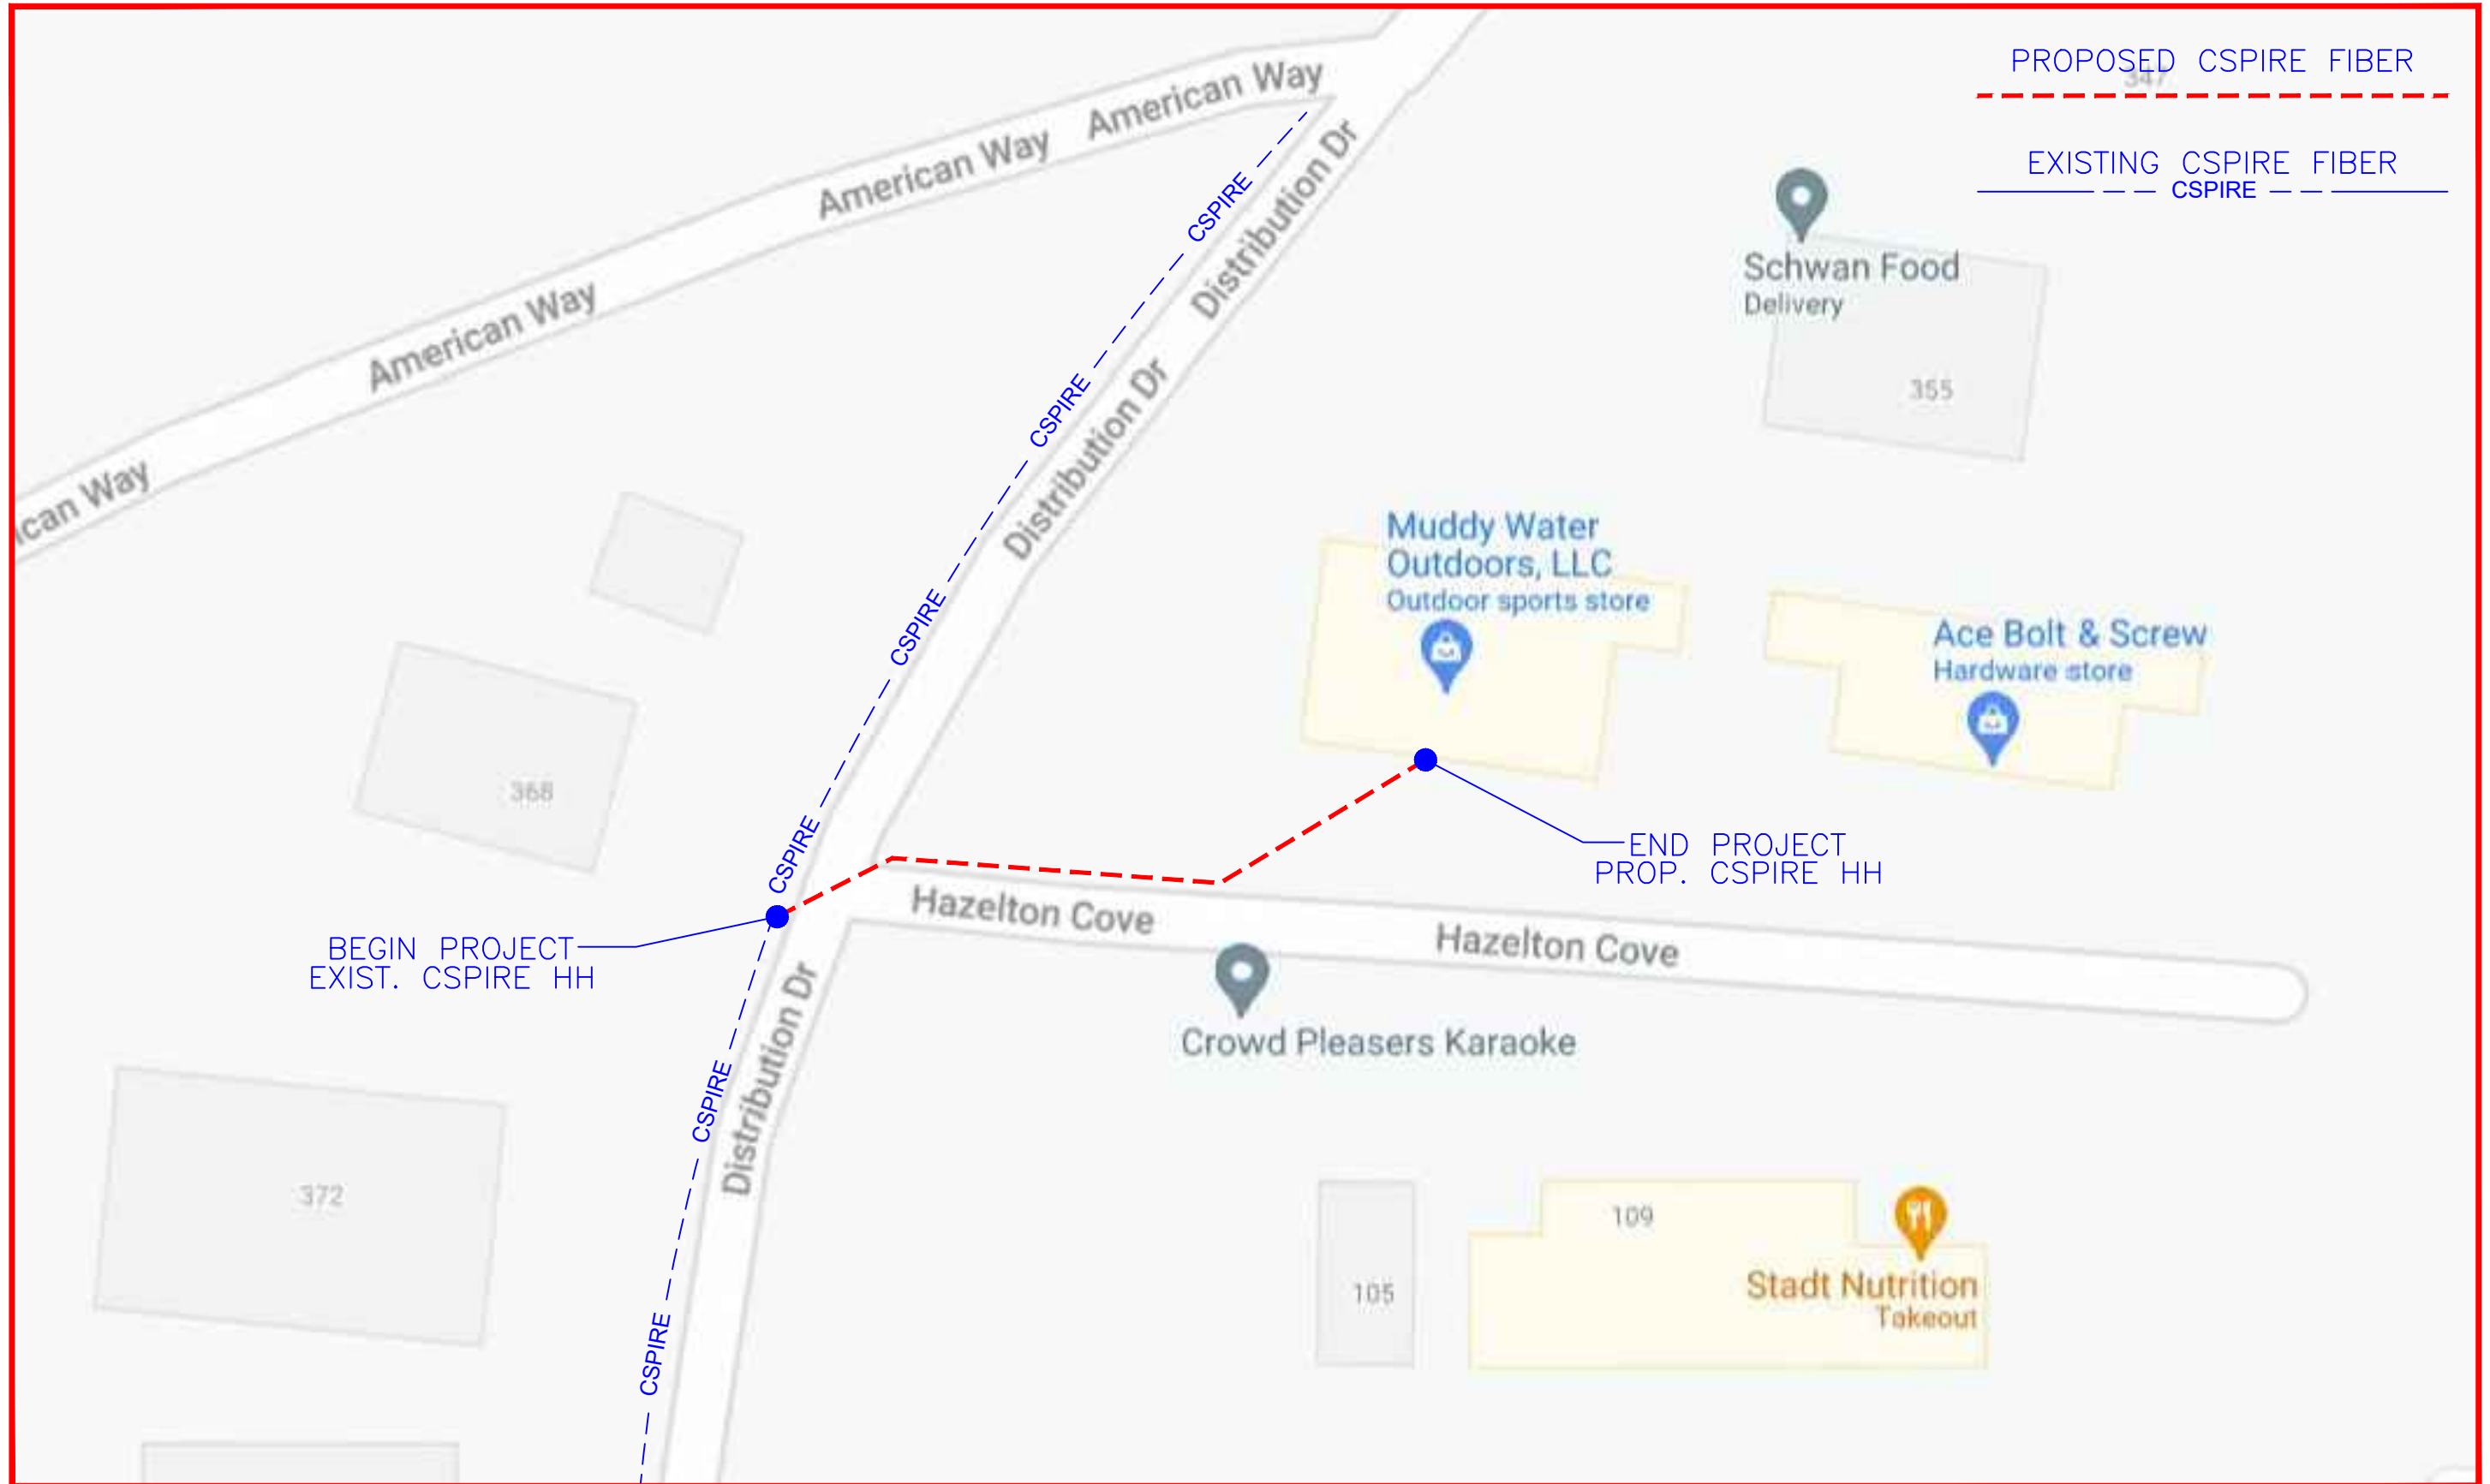 PROPOSED CSPIRE FIBER
347
EXISTING CSPIRE FIBER
CSPIRE
American Way
American Way
American Way
ican Way
CSPIRE
Distribution Dr
Schwan Food
Delivery
355
CSPIRE
Distribution Dr
Muddy Water
Outdoors, LLC
Outdoor sports store
CSPIRE
Ace Bolt & Screw
Hardware store
368
CSPIRE
END PROJECT
PROP. CSPIRE HH
Hazelton Cove
Hazelton Cove
BEGIN PROJECT
EXIST. CSPIRE HH
Crowd Pleasers Karaoke
Distribution Dr
CSPIRE
372
109
105
Stadt Nutrition
Takeout
CSPIRE